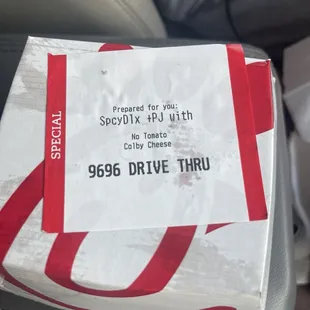 SPECIAL
Prepared for you:
SpcyDlx +PJ with
No Tomato
Colby Cheese
9696 DRIVE THRU